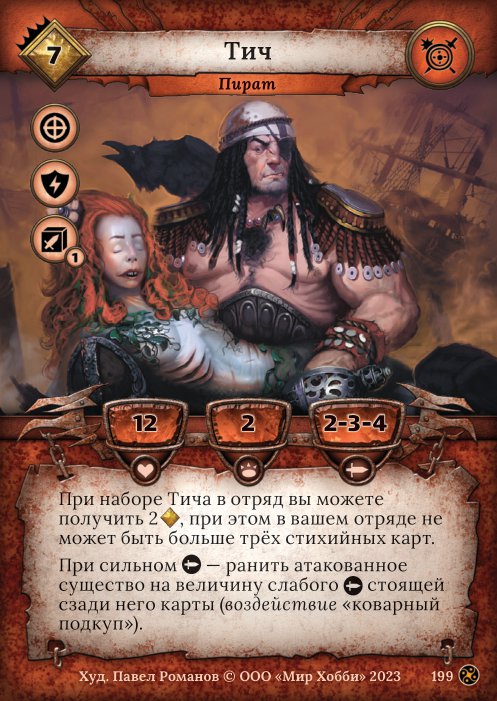 7
Тич
Пират
1
12
2
2-3-4
При наборе Тича в отряд вы можете
получить 2 , при этом в вашем отряде не
может быть больше трёх стихийных карт.
При сильном — ранить атакованное
существо на величину слабого стоящей
сзади него карты (воздействие «коварный
подкуп»).
Худ. Павел Романов © ООО «Мир Хобби» 2023
199